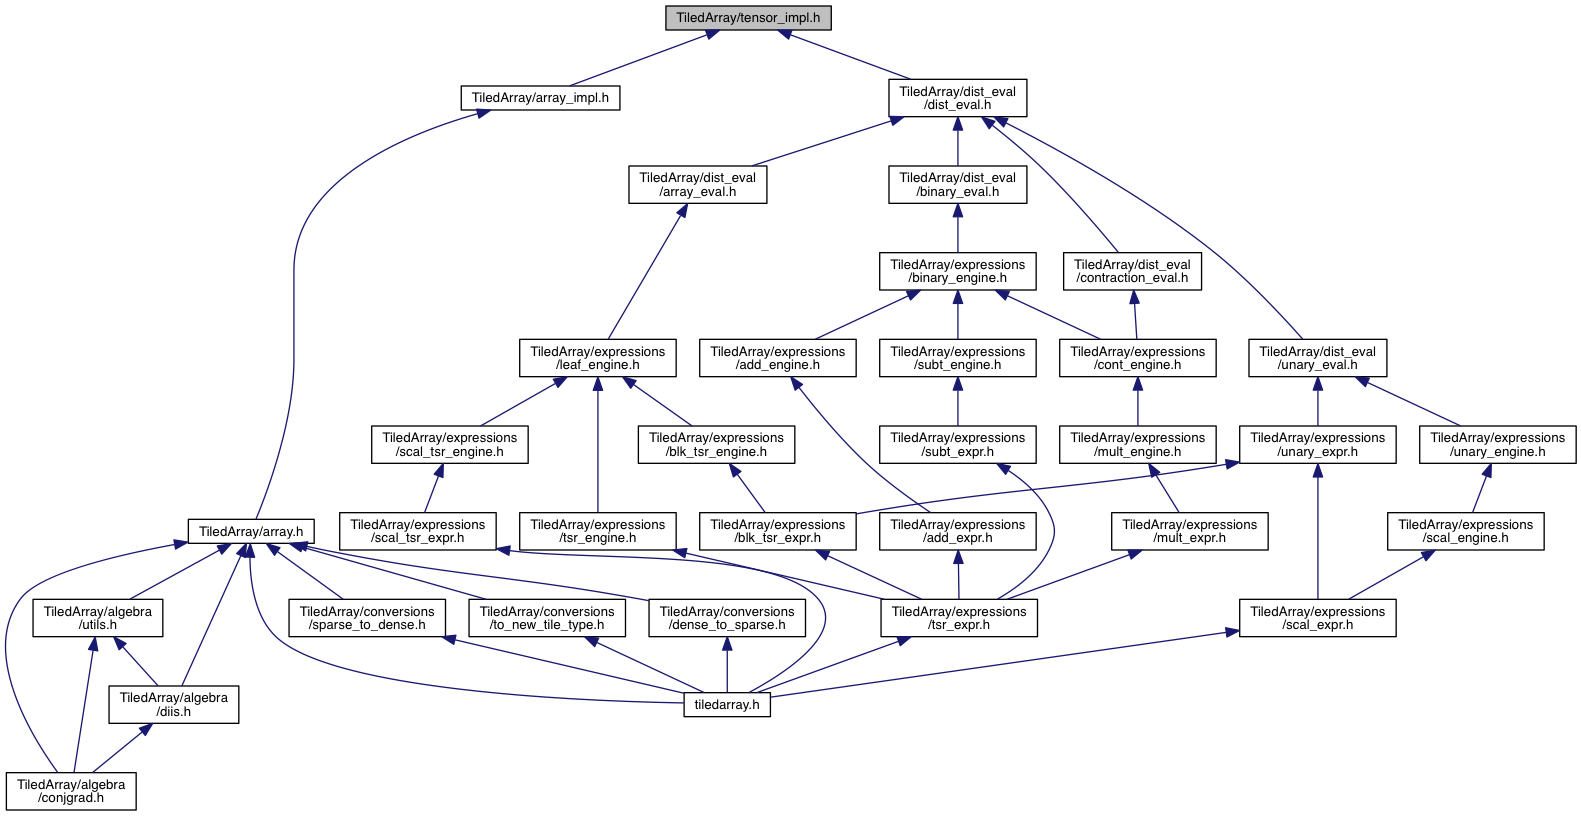 TiledArray/tensor_impl.h
TiledArray/array_impl.h
TiledArray/dist_eval
/dist_eval.h
TiledArray/dist_eval
/array_eval.h
TiledArray/dist_eval
/binary_eval.h
TiledArray/expressions
/binary_engine.h
TiledArray/dist_eval
/contraction_eval.h
TiledArray/expressions
/leaf_engine.h
TiledArray/expressions
/add_engine.h
TiledArray/expressions
/subt_engine.h
TiledArray/expressions
/cont_engine.h
TiledArray/dist_eval
/unary_eval.h
TiledArray/expressions
/scal_tsr_engine.h
TiledArray/expressions
/blk_tsr_engine.h
TiledArray/expressions
/subt_expr.h
TiledArray/expressions
/mult_engine.h
TiledArray/expressions
/unary_expr.h
TiledArray/expressions
/unary_engine.h
TiledArray/array.h
TiledArray/expressions
/scal_tsr_expr.h
TiledArray/expressions
/tsr_engine.h
TiledArray/expressions
/blk_tsr_expr.h
TiledArray/expressions
/add_expr.h
TiledArray/expressions
/mult_expr.h
TiledArray/expressions
/scal_engine.h
TiledArray/algebra
/utils.h
TiledArray/conversions
/sparse_to_dense.h
TiledArray/conversions
/to_new_tile_type.h
TiledArray/conversions
/dense_to_sparse.h
TiledArray/expressions
/tsr_expr.h
TiledArray/expressions
/scal_expr.h
TiledArray/algebra
/diis.h
tiledarray.h
TiledArray/algebra
/conjgrad.h